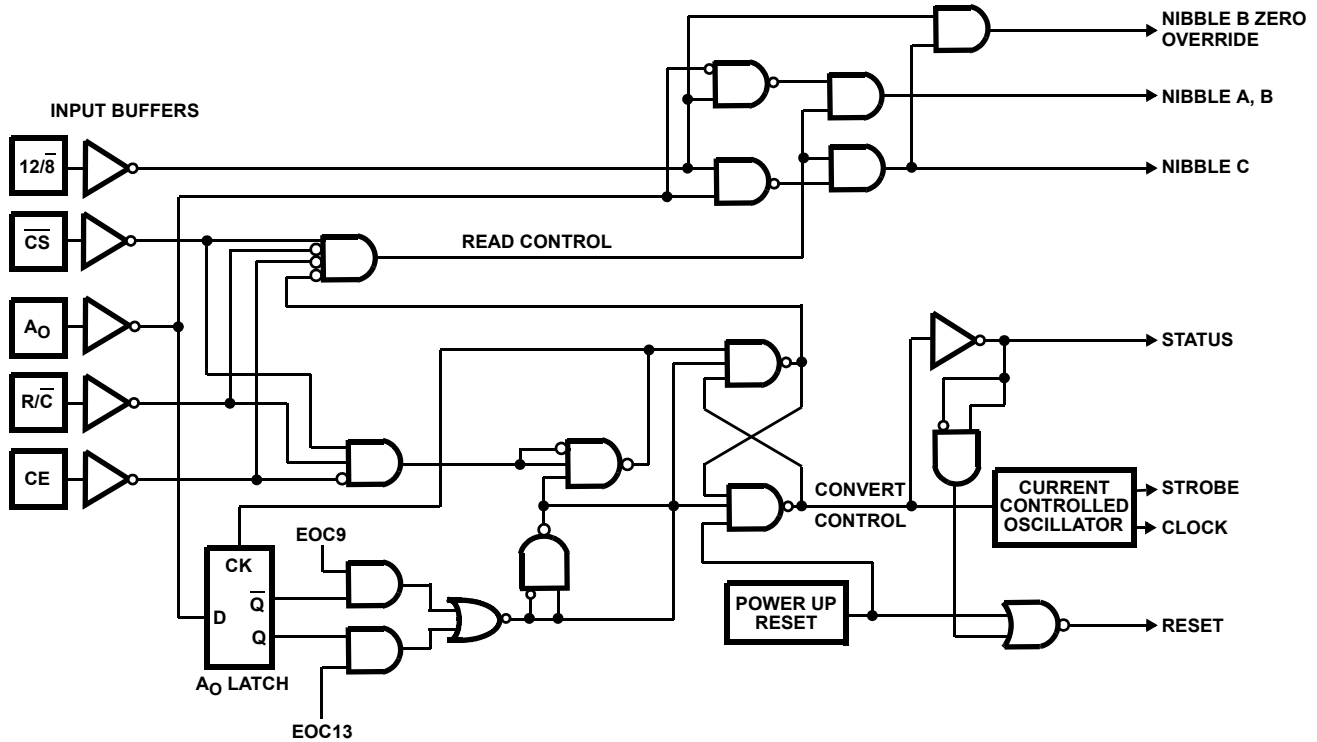 NIBBLE B ZERO
OVERRIDE
INPUT BUFFERS
NIBBLE A, B
12/8̅
NIBBLE C
C̅S̅
READ CONTROL
AO
STATUS
R/C̅
CE
CONVERT
CONTROL
CURRENT
CONTROLLED
OSCILLATOR
STROBE
CLOCK
EOC9
CK
Q̅
D
Q
POWER UP
RESET
RESET
AO LATCH
EOC13